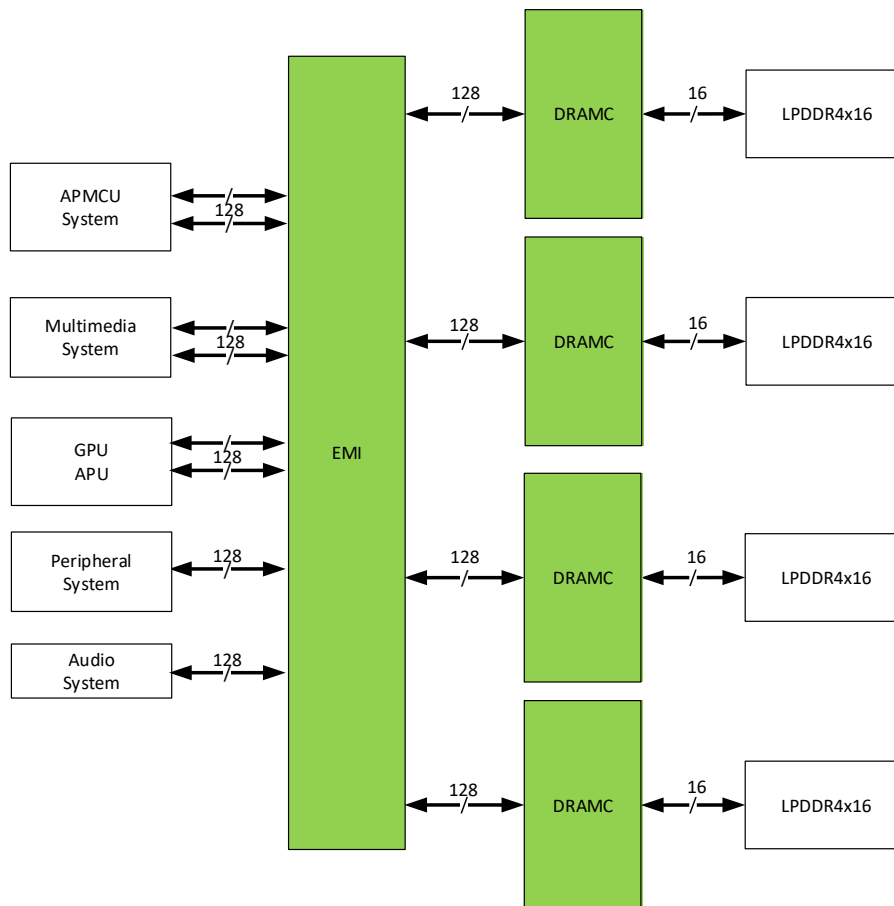 128
DRAMC
16
LPDDR4x16
APMCU
System
128
128
DRAMC
16
LPDDR4x16
Multimedia
System
128
GPU
APU
128
EMI
Peripheral
System
128
128
DRAMC
16
LPDDR4x16
Audio
System
128
128
DRAMC
16
LPDDR4x16